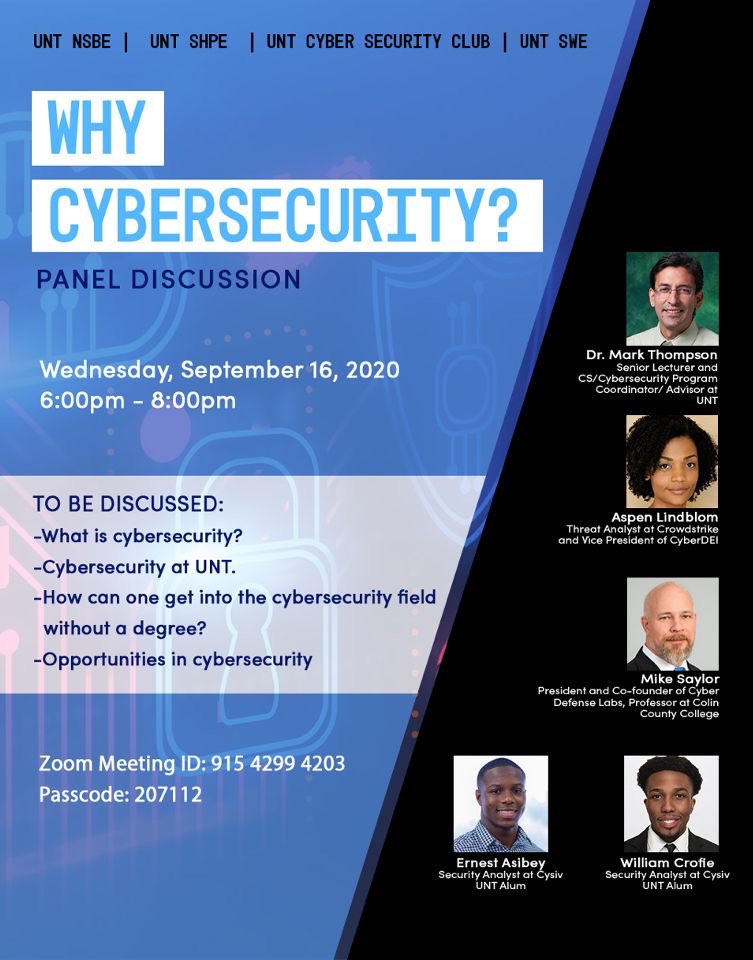 UNT NSBE | UNT SHPE | UNT CYBER SECURITY CLUB | UNT SWE
WHY
CYBERSECURITY?
PANEL DISCUSSION
Wednesday, September 16, 2020
6:00pm - 8:00pm
TO BE DISCUSSED:
-What is cybersecurity?
-Cybersecurity at UNT.
-How can one get into the cybersecurity field
without a degree?
-Opportunities in cybersecurity
Zoom Meeting ID: 915 4299 4203
Passcode: 207112
Dr. Mark Thompson
Senior Lecturer and
CS/Cybersecurity Program
Coordinator/ Advisor at
UNT
Aspen Lindblom
Threat Analyst at Crowdstrike
and Vice President of CyberDEI
Mike Saylor
President and Co-founder of Cyber
Defense Labs, Professor at Colin
County College
Ernest Asibey
Security Analyst at Cysiv
UNT Alum
William Crofie
Security Analyst at Cysiv
UNT Alum